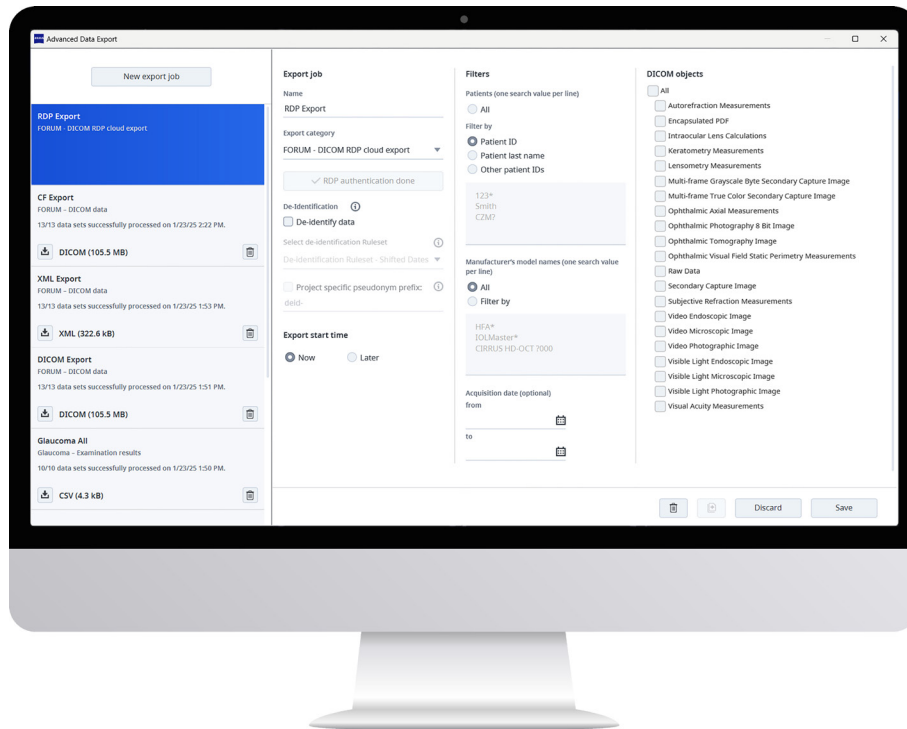 Advanced Data Export
New export job
RDP Export
FORUM - DICOM RDP cloud export
CF Export
FORUM – DICOM data
13/13 data sets successfully processed on 1/23/25 2:22 PM.
DICOM (105.5 MB)
XML Export
FORUM – DICOM data
13/13 data sets successfully processed on 1/23/25 1:53 PM.
XML (322.6 kB)
DICOM Export
FORUM – DICOM data
13/13 data sets successfully processed on 1/23/25 1:51 PM.
DICOM (105.5 MB)
Glaucoma All
Glaucoma – Examination results
10/10 data sets successfully processed on 1/23/25 1:50 PM.
CSV (4.3 kB)
Export job
Name
RDP Export
Export category
FORUM - DICOM RDP cloud export
RDP authentication done
De-Identification
De-identify data
Select de-identification Ruleset
De-identification Ruleset - Shifted Dates
Project specific pseudonym prefix:
deid-
Export start time
Now
Later
Filters
Patients (one search value per line)
All
Filter by
Patient ID
Patient last name
Other patient IDs
123*
Smith
CZM?
Manufacturer's model names (one search value
per line)
All
Filter by
HFA*
IOLMaster*
CIRRUS HD-OCT 7000
Acquisition date (optional)
from
to
DICOM objects
All
Autorefraction Measurements
Encapsulated PDF
Intraocular Lens Calculations
Keratometry Measurements
Lensometry Measurements
Multi-frame Grayscale Byte Secondary Capture Image
Multi-frame True Color Secondary Capture Image
Ophthalmic Axial Measurements
Ophthalmic Photography 8 Bit Image
Ophthalmic Tomography Image
Ophthalmic Visual Field Static Perimetry Measurements
Raw Data
Secondary Capture Image
Subjective Refraction Measurements
Video Endoscopic Image
Video Microscopic Image
Video Photographic Image
Visible Light Endoscopic Image
Visible Light Microscopic Image
Visible Light Photographic Image
Visual Acuity Measurements
Discard
Save